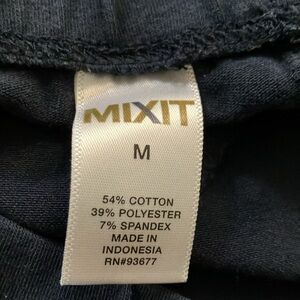 MIXIT
M
54% COTTON
39% POLYESTER
7% SPANDEX
MADE IN
INDONESIA
RN#93677